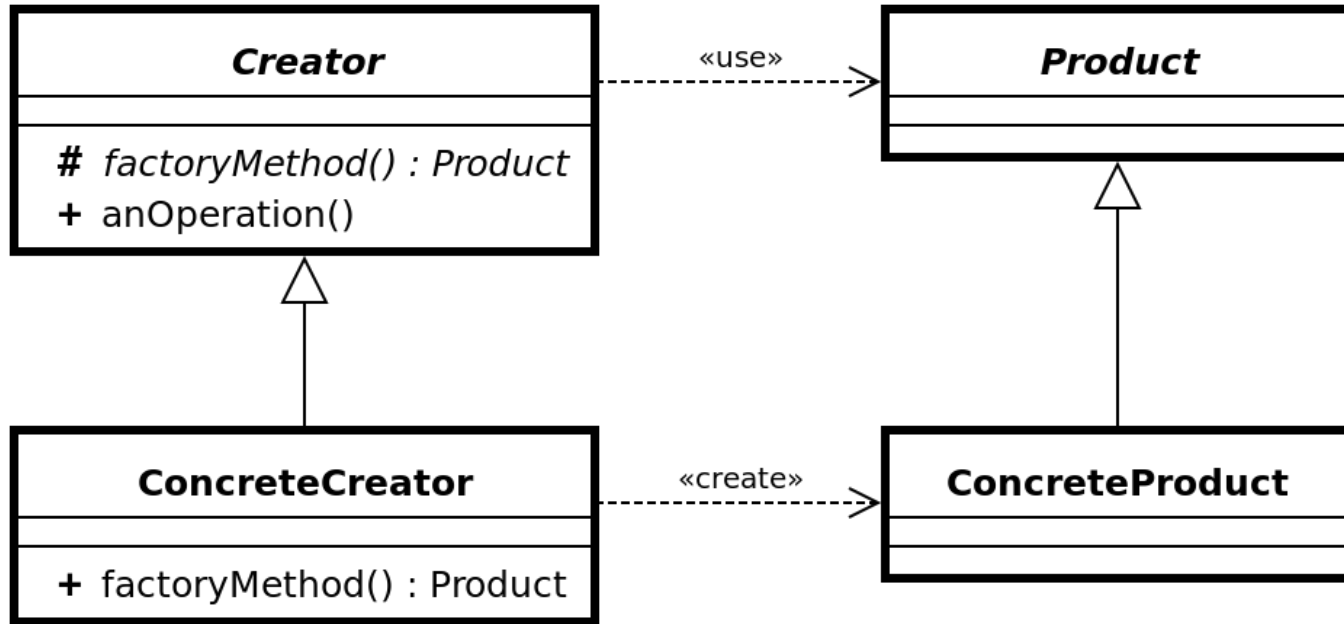 Creator
«use»
Product
# factoryMethod() : Product
+ anOperation()
ConcreteCreator
«create»
ConcreteProduct
+ factoryMethod() : Product